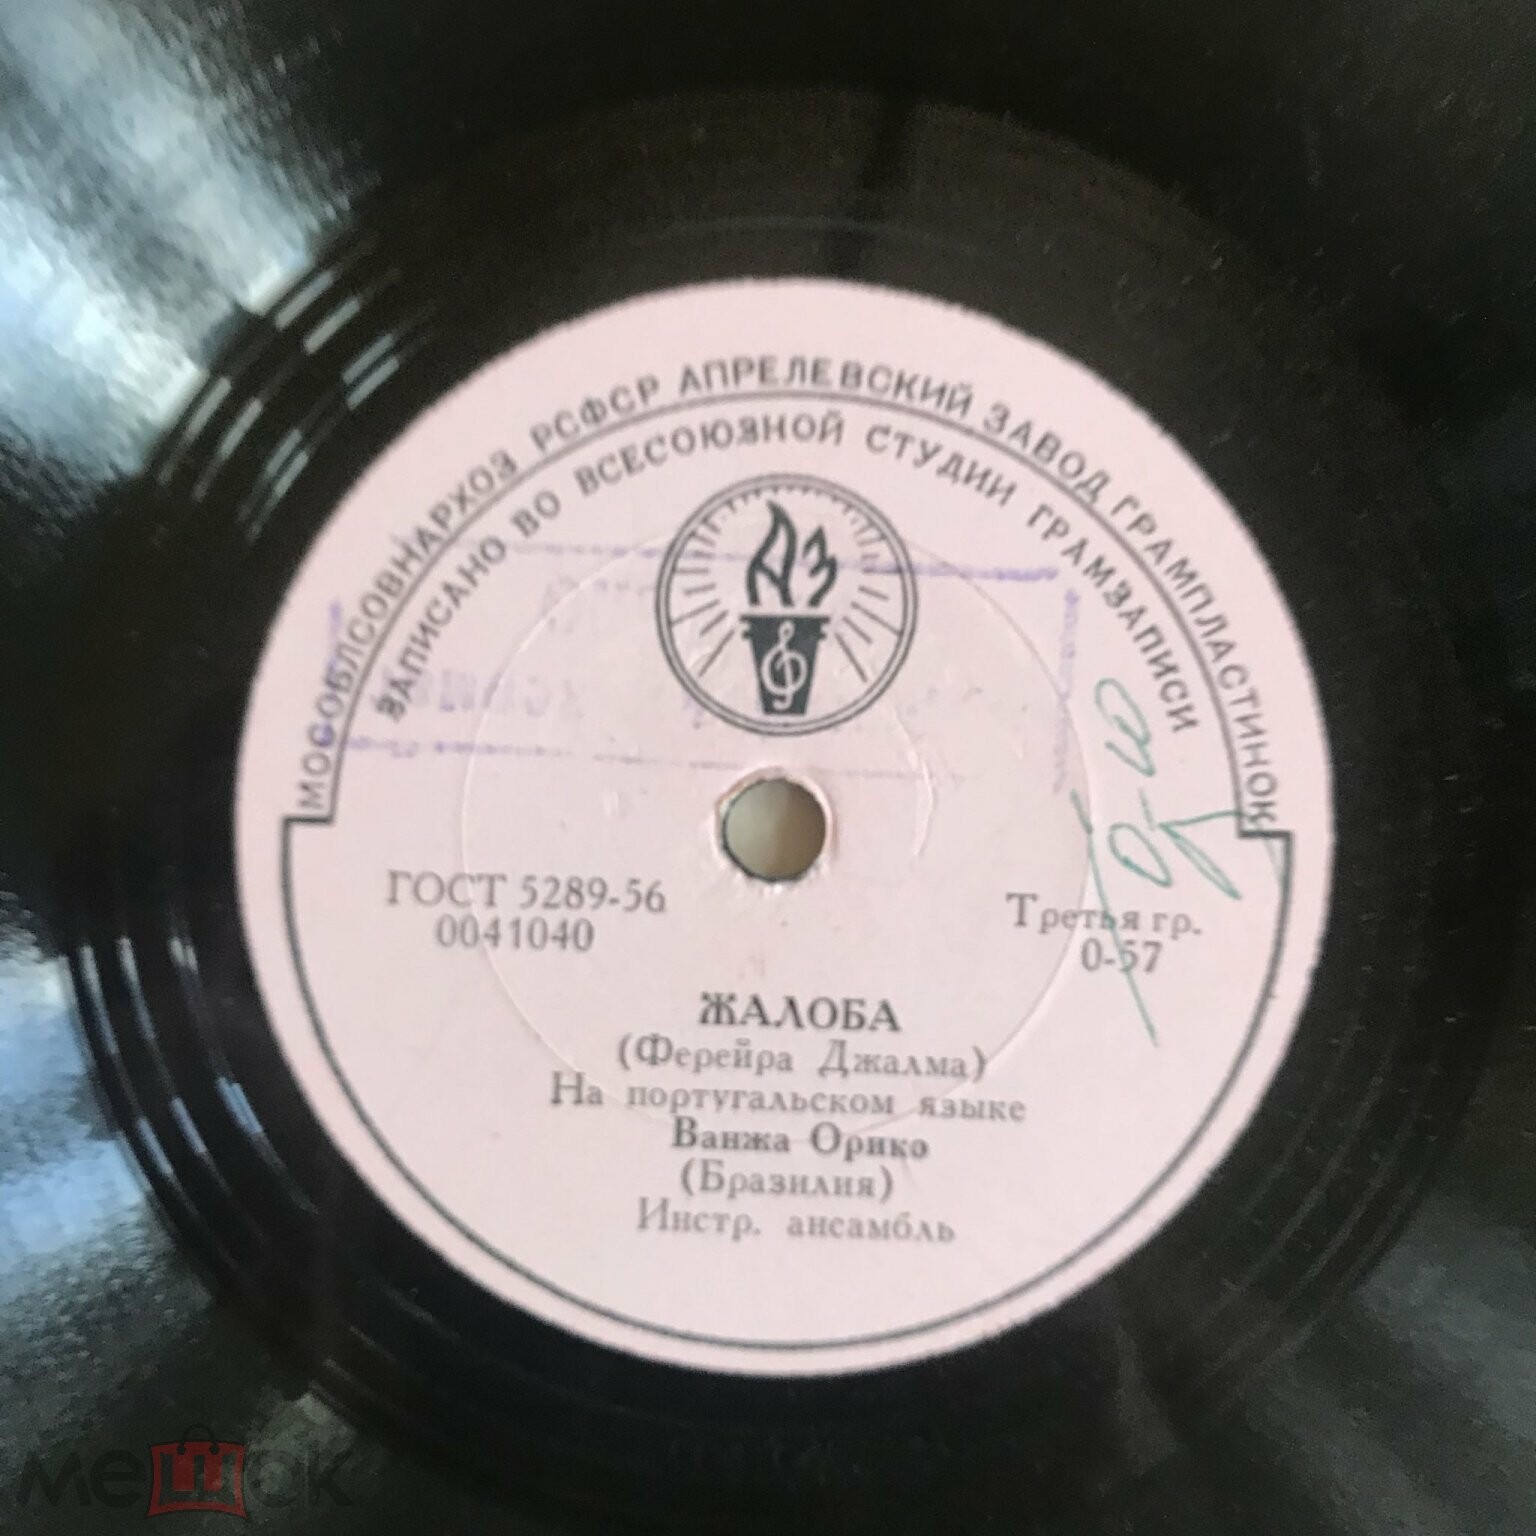 МОСОБЛСОВНАРХОЗ РСФСР АПРЕЛЕВСКИЙ ЗАВОД ГРАМПЛАСТИНОК
ЗАПИСАНО ВО ВСЕСОЮЗНОЙ СТУДИИ ГРАМЗАПИСИ
АЗ
ГОСТ 5289-56
0041040
Третья гр.
0-57
ЖАЛОБА
(Ферейра Джалма)
На португальском языке
Ванжа Орико
(Бразилия)
Инстр. ансамбль
мешок